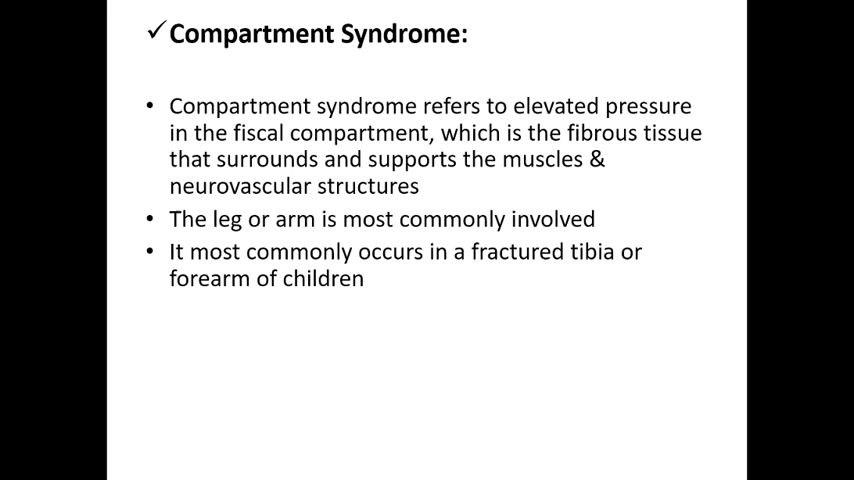 ✓Compartment Syndrome:
• Compartment syndrome refers to elevated pressure
in the fiscal compartment, which is the fibrous tissue
that surrounds and supports the muscles &
neurovascular structures
• The leg or arm is most commonly involved
• It most commonly occurs in a fractured tibia or
forearm of children